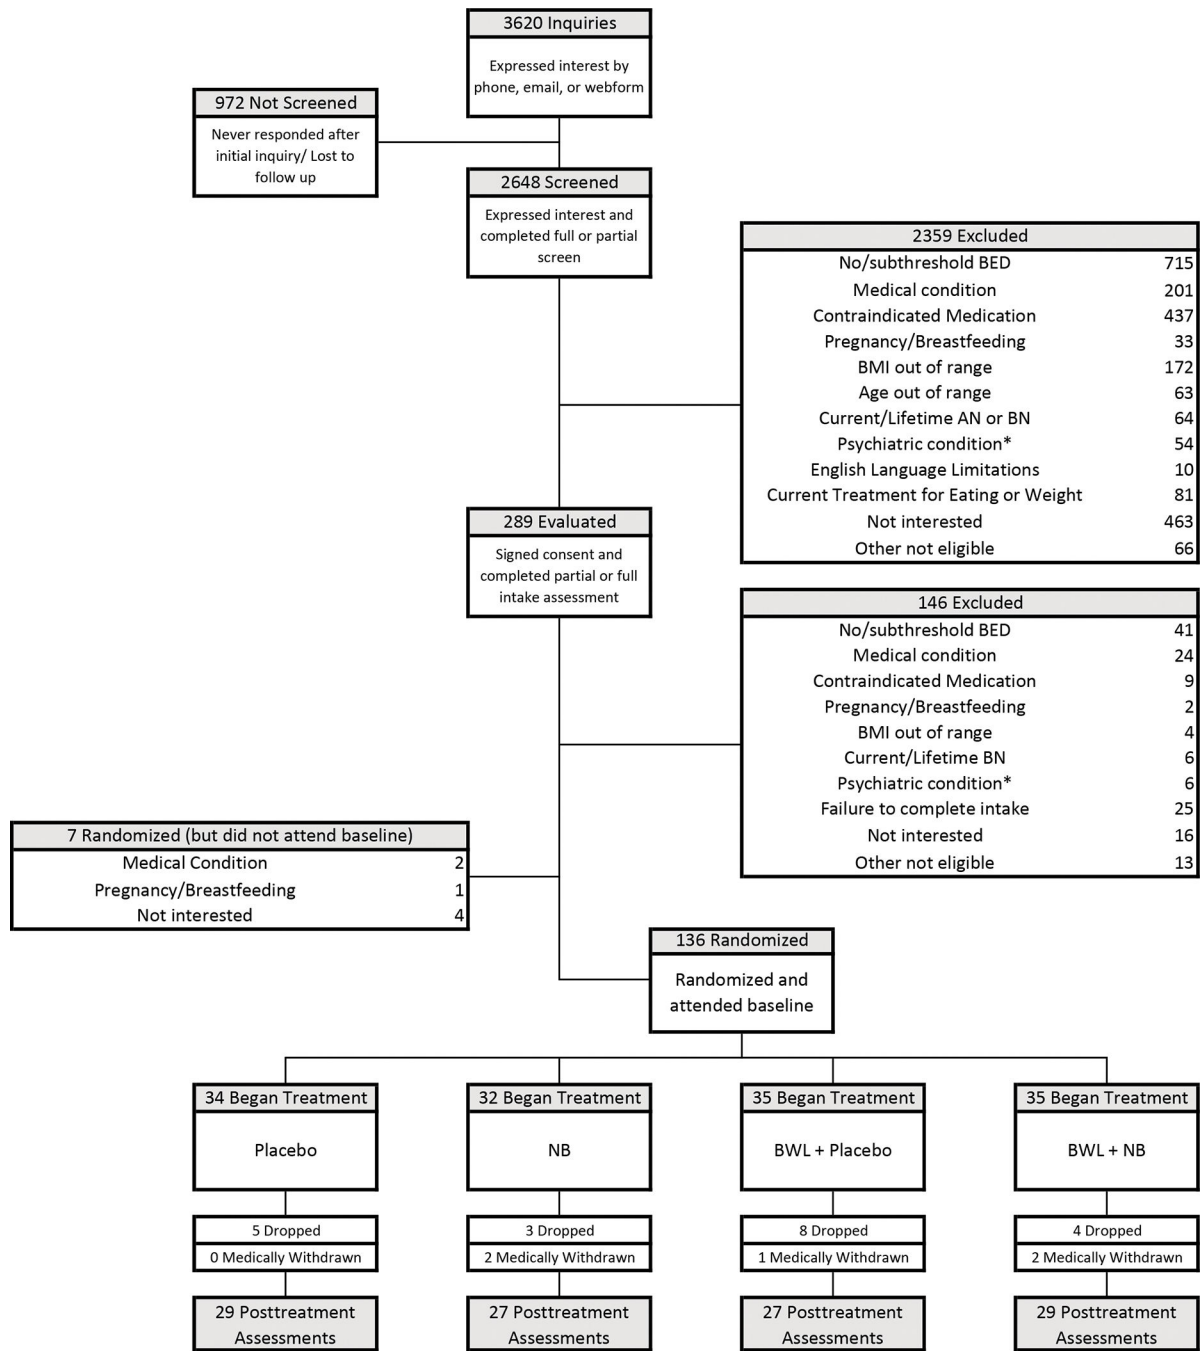 3620 Inquiries
Expressed interest by
phone, email, or webform
972 Not Screened
Never responded after
initial inquiry/ Lost to
follow up
2648 Screened
Expressed interest and
completed full or partial
screen
2359 Excluded
No/subthreshold BED 715
Medical condition 201
Contraindicated Medication 437
Pregnancy/Breastfeeding 33
BMI out of range 172
Age out of range 63
Current/Lifetime AN or BN 64
Psychiatric condition* 54
English Language Limitations 10
Current Treatment for Eating or Weight 81
Not interested 463
Other not eligible 66
289 Evaluated
Signed consent and
completed partial or full
intake assessment
146 Excluded
No/subthreshold BED 41
Medical condition 24
Contraindicated Medication 9
Pregnancy/Breastfeeding 2
BMI out of range 4
Current/Lifetime BN 6
Psychiatric condition* 6
Failure to complete intake 25
Not interested 16
Other not eligible 13
7 Randomized (but did not attend baseline)
Medical Condition 2
Pregnancy/Breastfeeding 1
Not interested 4
136 Randomized
Randomized and
attended baseline
34 Began Treatment
Placebo
5 Dropped
0 Medically Withdrawn
29 Posttreatment
Assessments
32 Began Treatment
NB
3 Dropped
2 Medically Withdrawn
27 Posttreatment
Assessments
35 Began Treatment
BWL + Placebo
8 Dropped
1 Medically Withdrawn
27 Posttreatment
Assessments
35 Began Treatment
BWL + NB
4 Dropped
2 Medically Withdrawn
29 Posttreatment
Assessments